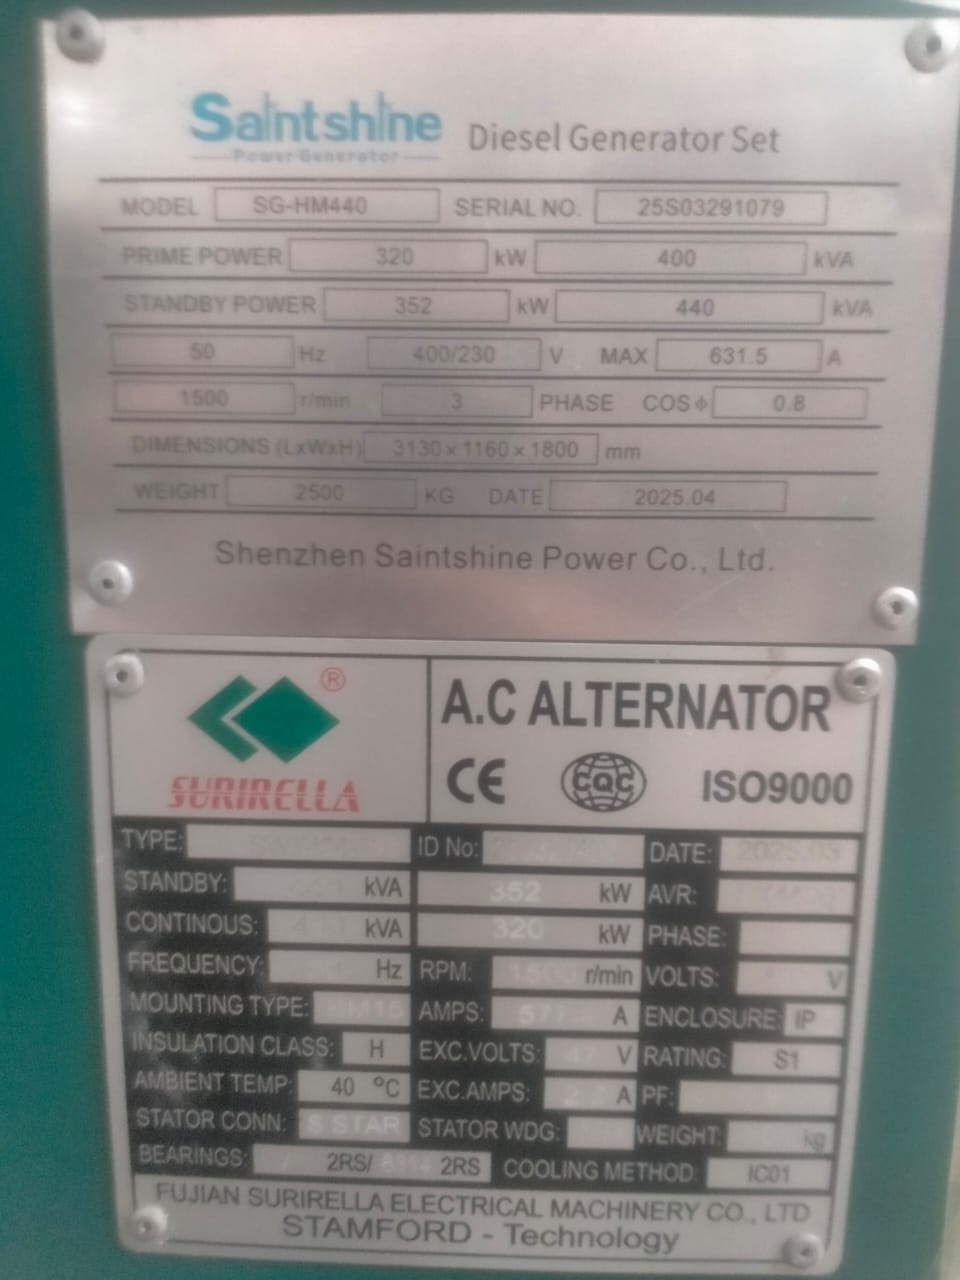 Saintshine Diesel Generator Set
Power Generator
MODEL SG-HM440 SERIAL NO. 25S03291079
PRIME POWER 320 kW 400 kVA
STANDBY POWER 352 kW 440 kVA
50 Hz 400/230 V MAX 631.5 A
1500 r/min 3 PHASE COSϕ 0.8
DIMENSIONS (LxWxH) 3130×1160×1800 mm
WEIGHT 2500 KG DATE 2025.04
Shenzhen Saintshine Power Co., Ltd.
® A.C ALTERNATOR
SURIRELLA CE CQC ISO9000
TYPE: ID No: DATE: 2025.03
STANDBY: kVA 352 kW AVR:
CONTINOUS: kVA 320 kW PHASE:
FREQUENCY: Hz RPM: r/min VOLTS: V
MOUNTING TYPE: AMPS: A ENCLOSURE: IP
INSULATION CLASS: H EXC.VOLTS: V RATING: S1
AMBIENT TEMP: 40 °C EXC.AMPS: A PF:
STATOR CONN: STAR STATOR WDG: WEIGHT: kg
BEARINGS: 2RS/ 2RS COOLING METHOD: IC01
FUJIAN SURIRELLA ELECTRICAL MACHINERY CO., LTD
STAMFORD - Technology